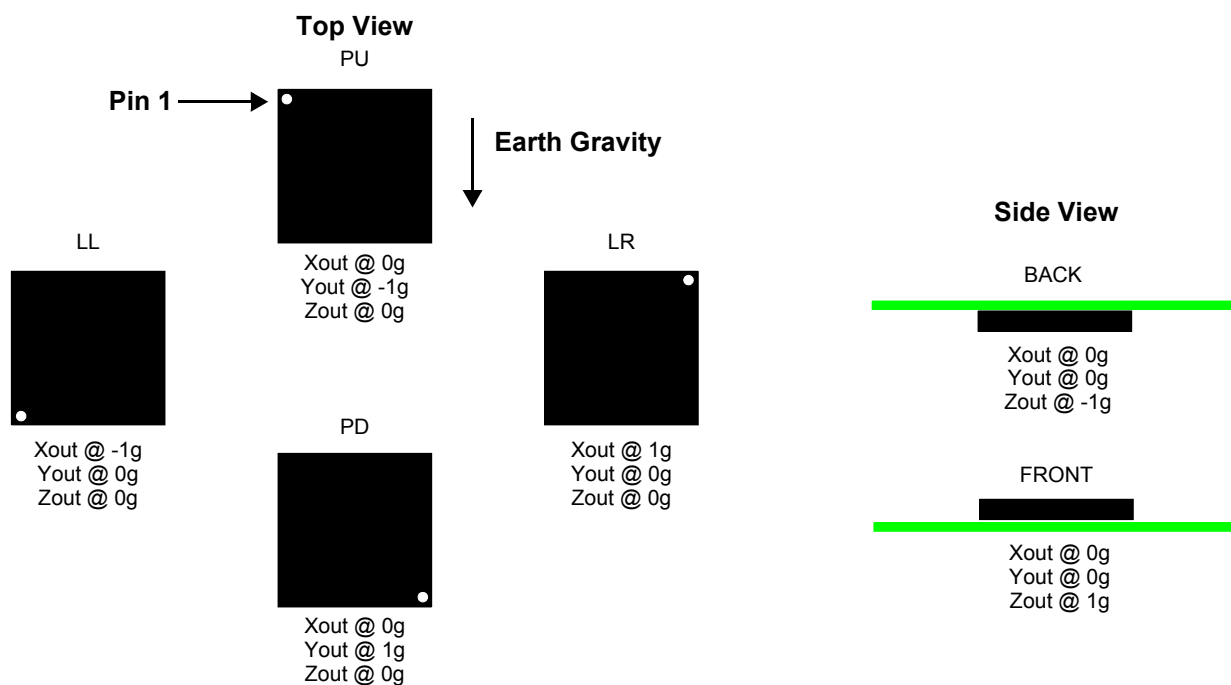 Top View
PU
Pin 1
Earth Gravity
Xout @ 0g
Yout @ -1g
Zout @ 0g
LL
Xout @ -1g
Yout @ 0g
Zout @ 0g
LR
Xout @ 1g
Yout @ 0g
Zout @ 0g
PD
Xout @ 0g
Yout @ 1g
Zout @ 0g
Side View
BACK
Xout @ 0g
Yout @ 0g
Zout @ -1g
FRONT
Xout @ 0g
Yout @ 0g
Zout @ 1g